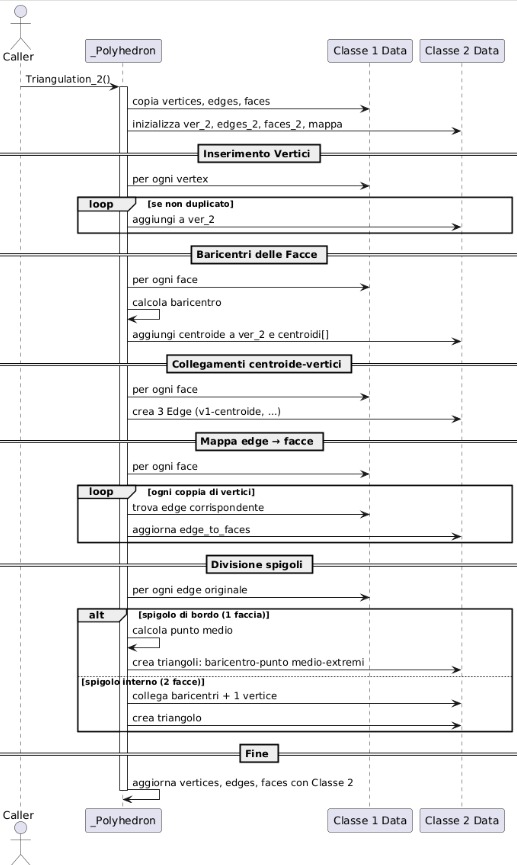 Caller
_Polyhedron
Classe 1 Data
Classe 2 Data
Triangulation_2()
copia vertices, edges, faces
inizializza ver_2, edges_2, faces_2, mappa
Inserimento Vertici
per ogni vertex
loop [se non duplicato]
aggiungi a ver_2
Baricentri delle Facce
per ogni face
calcola baricentro
aggiungi centroide a ver_2 e centroidi[]
Collegamenti centroide-vertici
per ogni face
crea 3 Edge (v1-centroide, ...)
Mappa edge → facce
per ogni face
loop [ogni coppia di vertici]
trova edge corrispondente
aggiorna edge_to_faces
Divisione spigoli
per ogni edge originale
alt [spigolo di bordo (1 faccia)]
calcola punto medio
crea triangoli: baricentro-punto medio-extremi
[spigolo interno (2 facce)]
collega baricentri + 1 vertice
crea triangolo
Fine
aggiorna vertices, edges, faces con Classe 2
Caller
_Polyhedron
Classe 1 Data
Classe 2 Data